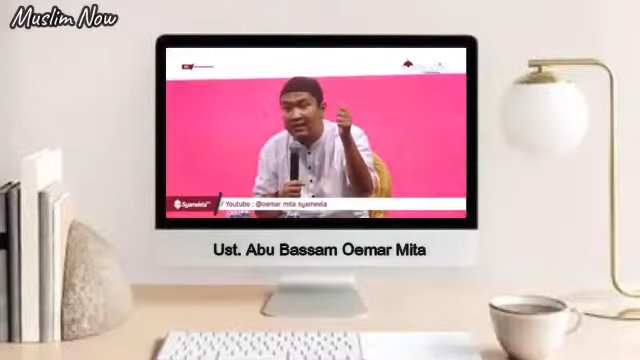 Muslim Now
Syameela
Youtube : @oemar mita syameela
Ust. Abu Bassam Oemar Mita